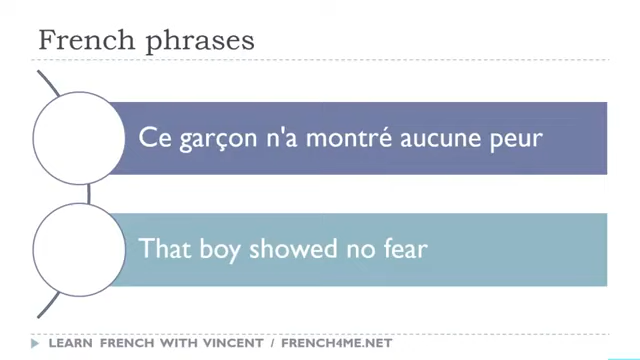 French phrases
Ce garçon n'a montré aucune peur
That boy showed no fear
LEARN FRENCH WITH VINCENT / FRENCH4ME.NET